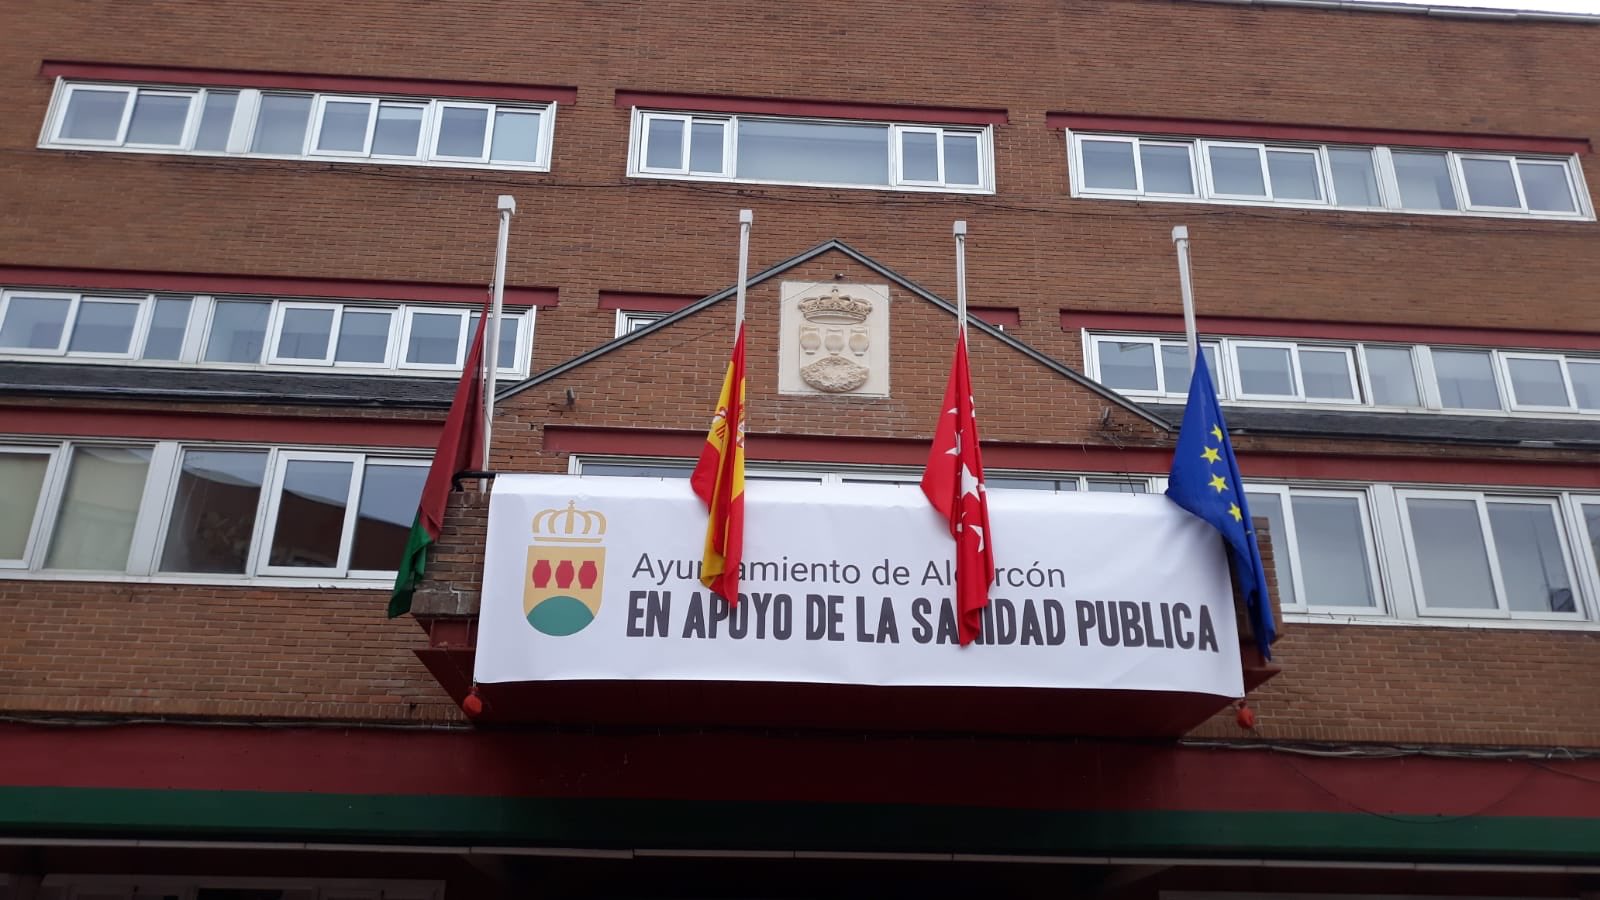 Ayuntamiento de Alcorcón
EN APOYO DE LA SANIDAD PUBLICA